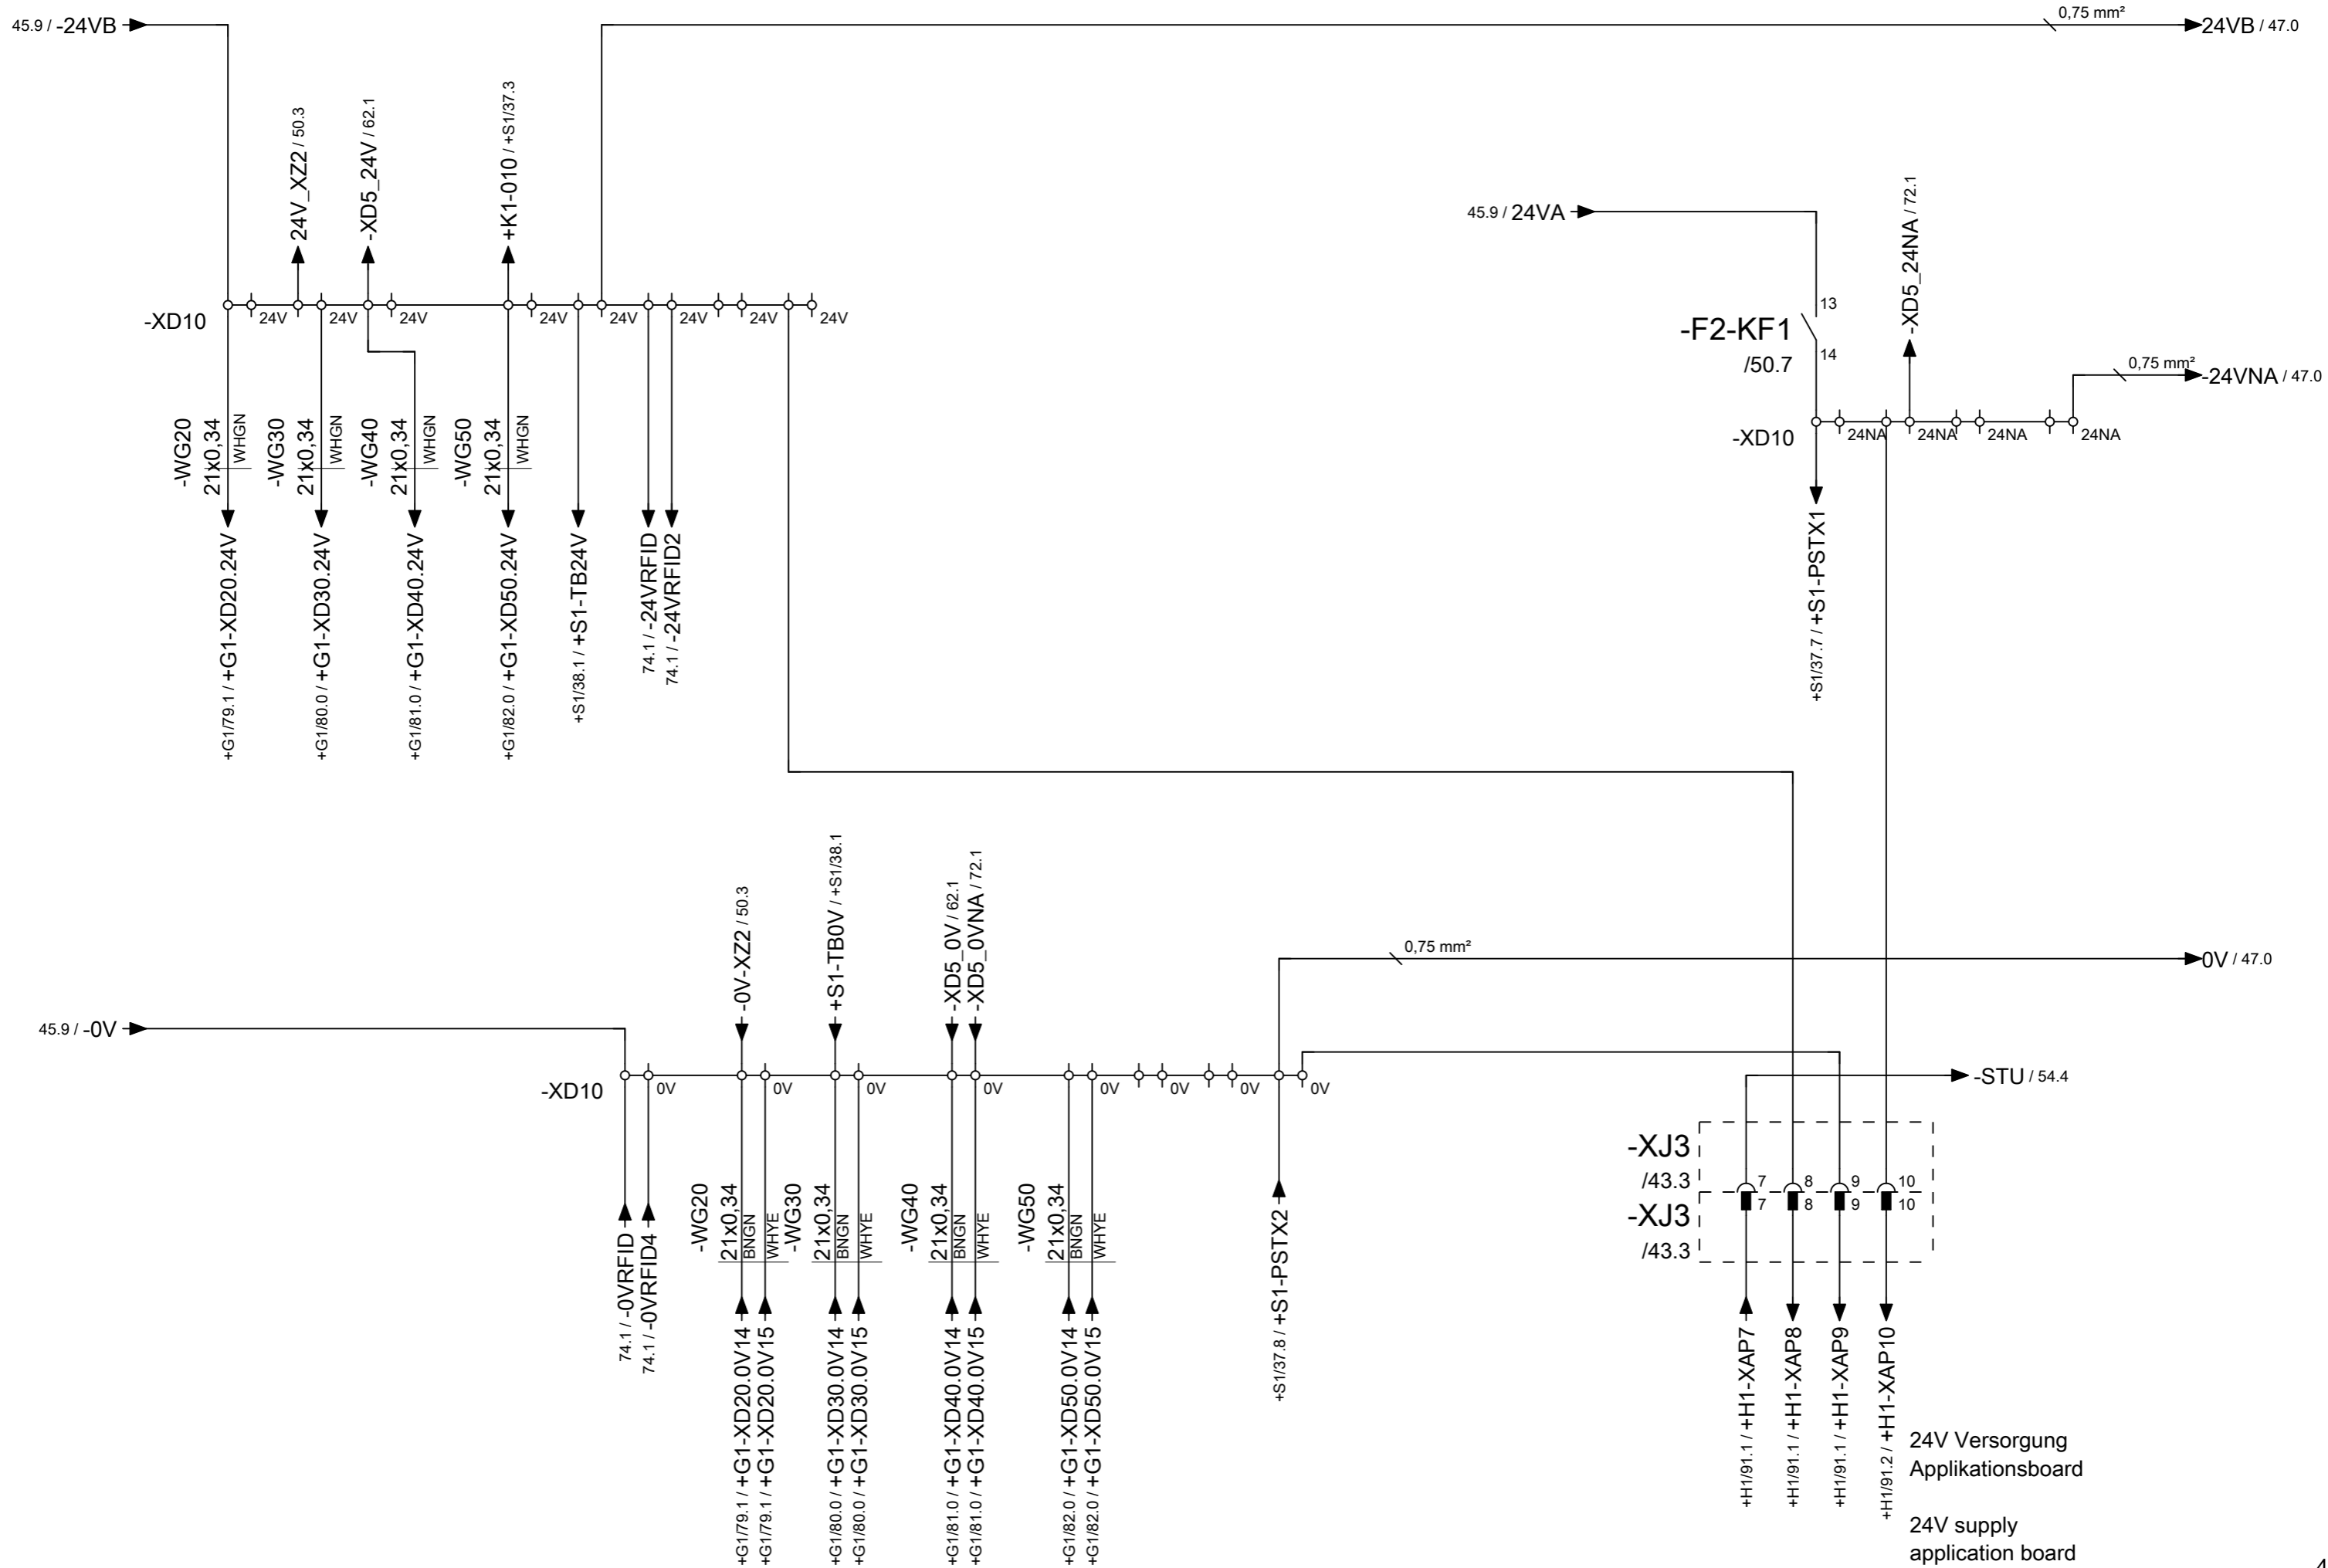 45.9 / -24VB
0,75 mm²
24VB / 47.0
24V_XZ2 / 50.3
-XD5_24V / 62.1
+K1-010 / +S1/37.3
45.9 / 24VA
-XD5_24NA / 72.1
-XD10
24V
24V
24V
24V
24V
24V
24V
24V
13
-F2-KF1
14
/50.7
0,75 mm²
-24VNA / 47.0
-XD10
24NA
24NA
24NA
24NA
-WG20
21x0,34
WHGN
-WG30
21x0,34
WHGN
-WG40
21x0,34
WHGN
-WG50
21x0,34
WHGN
+G1/79.1 / +G1-XD20.24V
+G1/80.0 / +G1-XD30.24V
+G1/81.0 / +G1-XD40.24V
+G1/82.0 / +G1-XD50.24V
+S1/38.1 / +S1-TB24V
74.1 / -24VRFID
74.1 / -24VRFID2
+S1/37.7 / +S1-PSTX1
-0V-XZ2 / 50.3
+S1-TB0V / +S1/38.1
-XD5_0V / 62.1
-XD5_0VNA / 72.1
0,75 mm²
0V / 47.0
45.9 / -0V
-XD10
0V
0V
0V
0V
0V
0V
0V
0V
-STU / 54.4
-WG20
21x0,34
BNGN
WHYE
-WG30
21x0,34
BNGN
WHYE
-WG40
21x0,34
BNGN
WHYE
-WG50
21x0,34
BNGN
WHYE
-XJ3
/43.3
7
8
9
10
-XJ3
/43.3
7
8
9
10
74.1 / -0VRFID
74.1 / -0VRFID4
+G1/79.1 / +G1-XD20.0V14
+G1/79.1 / +G1-XD20.0V15
+G1/80.0 / +G1-XD30.0V14
+G1/80.0 / +G1-XD30.0V15
+G1/81.0 / +G1-XD40.0V14
+G1/81.0 / +G1-XD40.0V15
+G1/82.0 / +G1-XD50.0V14
+G1/82.0 / +G1-XD50.0V15
+S1/37.8 / +S1-PSTX2
+H1/91.1 / +H1-XAP7
+H1/91.1 / +H1-XAP8
+H1/91.1 / +H1-XAP9
+H1/91.2 / +H1-XAP10
24V Versorgung
Applikationsboard
24V supply
application board